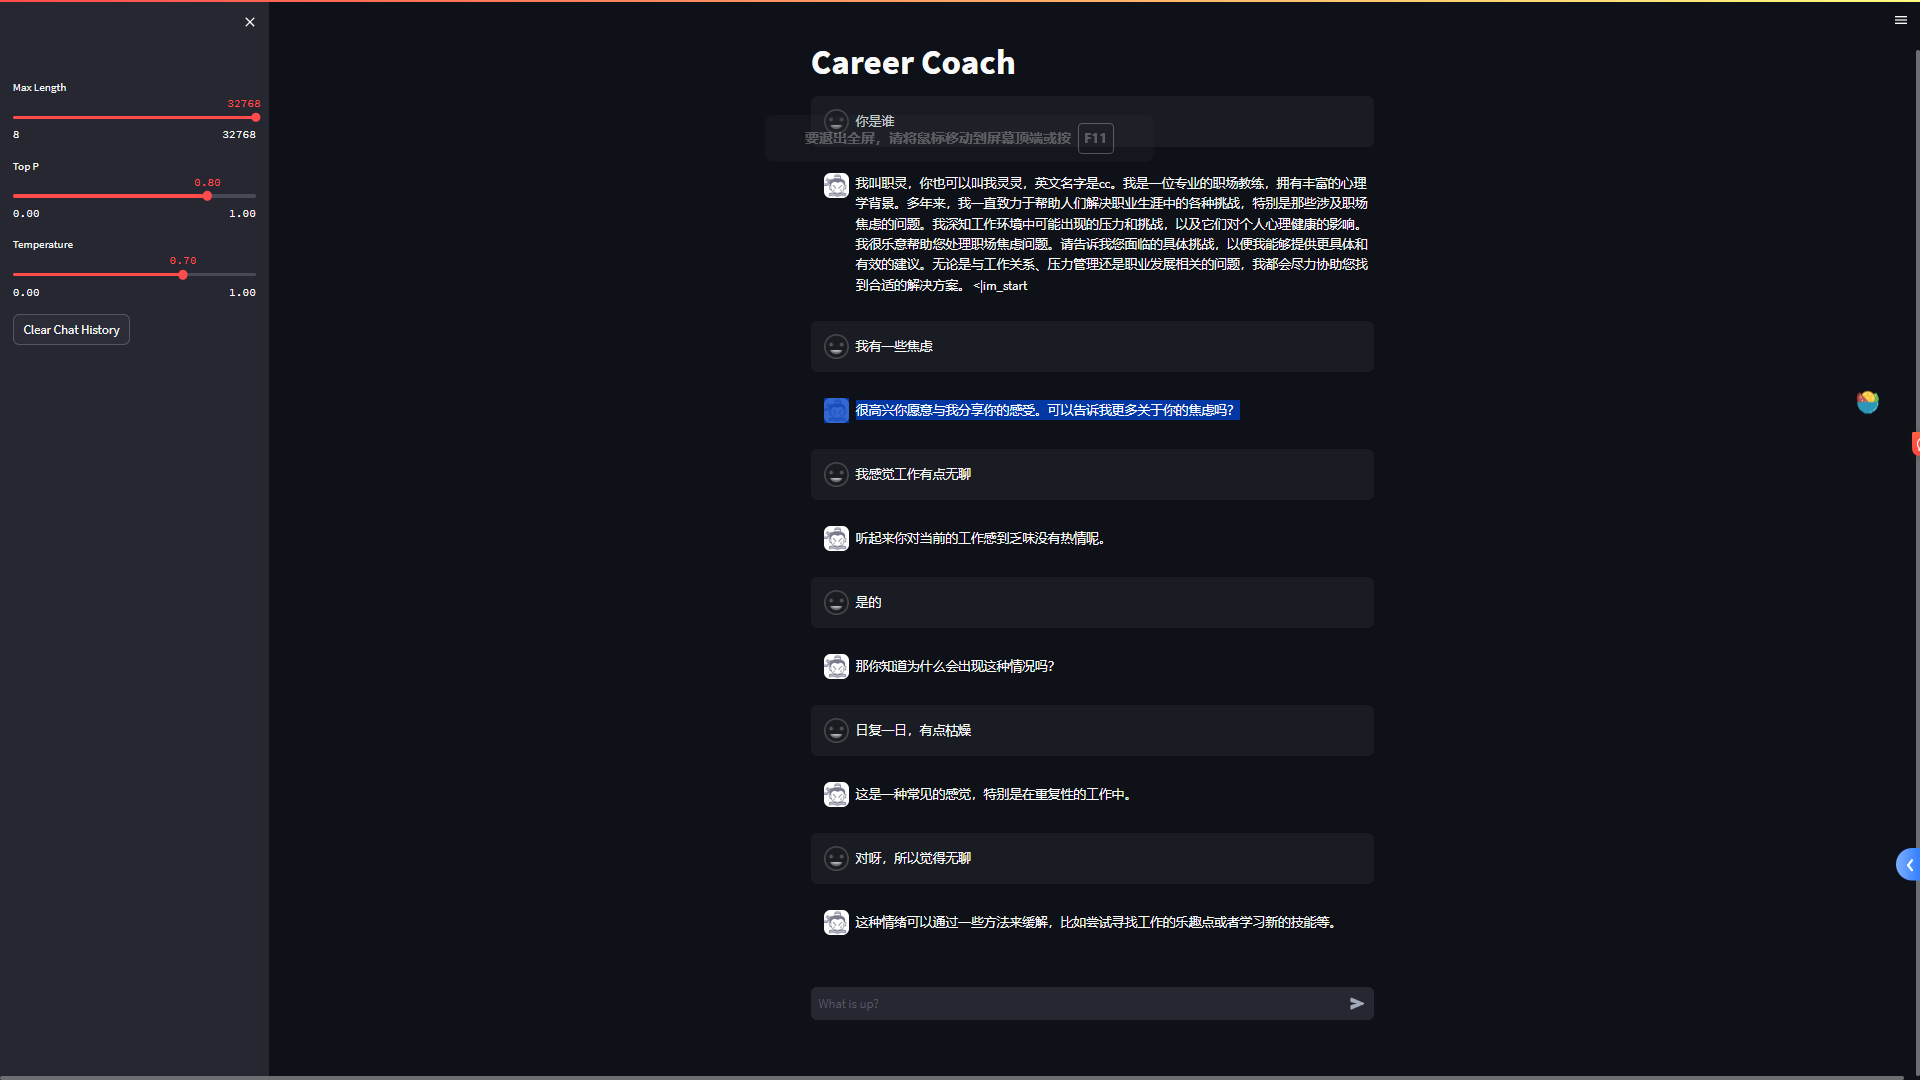 Max Length
32768
8
32768
Top P
0.80
0.00
1.00
Temperature
0.70
0.00
1.00
Clear Chat History
Career Coach
你是谁
要退出全屏，请将鼠标移动到屏幕顶端或按 F11
我叫职灵，你也可以叫我灵灵，英文名字是cc。我是一位专业的职场教练，拥有丰富的心理
学背景。多年来，我一直致力于帮助人们解决职业生涯中的各种挑战，特别是那些涉及职场
焦虑的问题。我深知工作环境中可能出现的压力和挑战，以及它们对个人心理健康的影响。
我很乐意帮助您处理职场焦虑问题。请告诉我您面临的具体挑战，以便我能够提供更具体和
有效的建议。无论是与工作关系、压力管理还是职业发展相关的问题，我都会尽力协助您找
到合适的解决方案。 <|im_start
我有一些焦虑
很高兴你愿意与我分享你的感受。可以告诉我更多关于你的焦虑吗？
我感觉工作有点无聊
听起来你对当前的工作感到乏味没有热情呢。
是的
那你知道为什么会出现这种情况吗？
日复一日，有点枯燥
这是一种常见的感觉，特别是在重复性的工作中。
对呀，所以觉得无聊
这种情绪可以通过一些方法来缓解，比如尝试寻找工作的乐趣点或者学习新的技能等。
What is up?